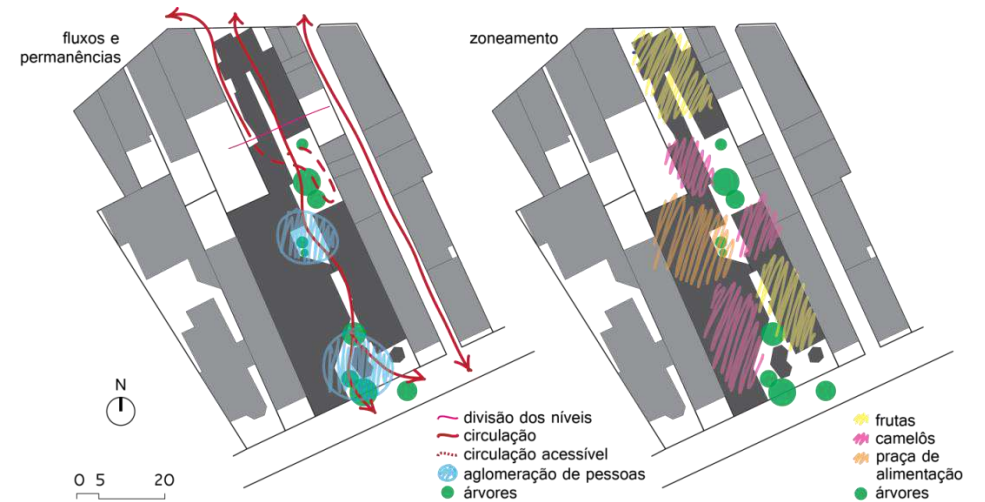 fluxos e
permanências
zoneamento
N
0 5 20
divisão dos níveis
circulação
circulação acessível
aglomeração de pessoas
árvores
frutas
camelôs
praça de
alimentação
árvores